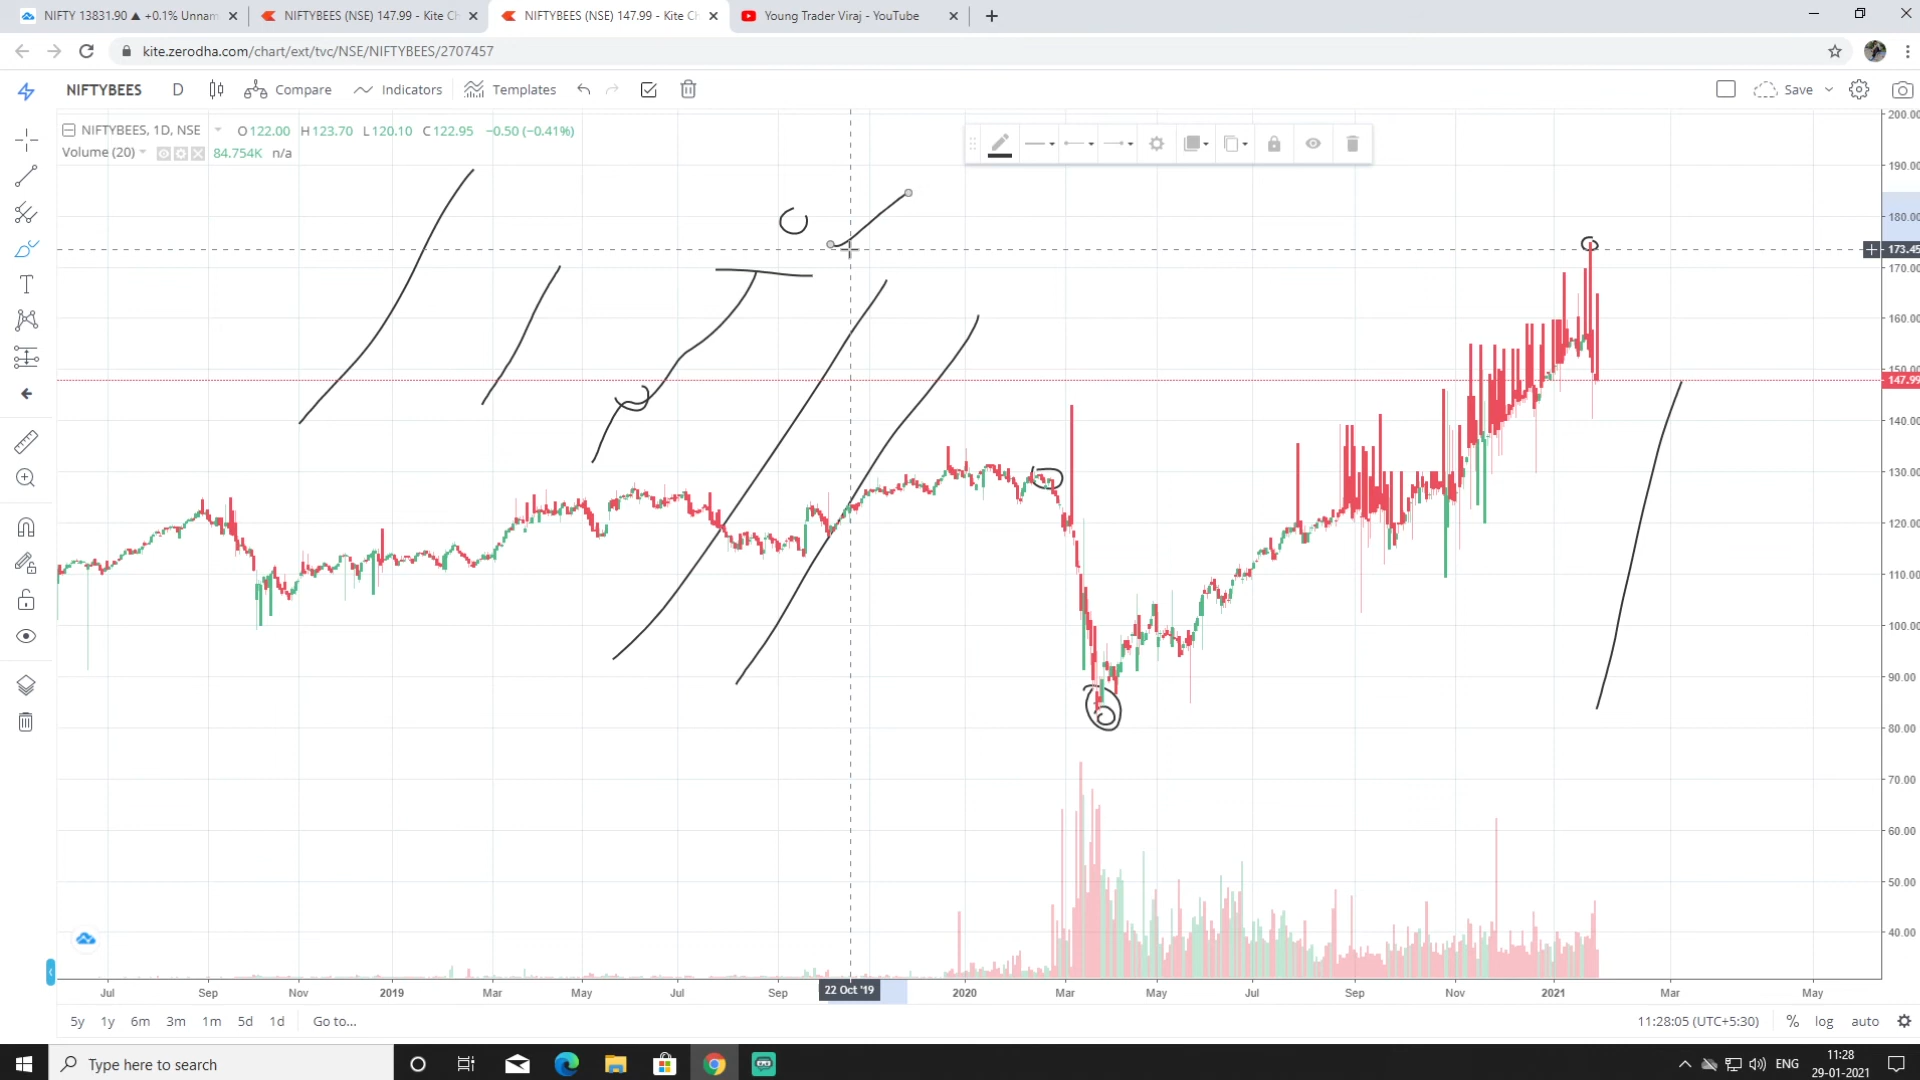 NIFTY 13831.90 ▲ +0.1% Unnam
NIFTYBEES (NSE) 147.99 - Kite Ch
NIFTYBEES (NSE) 147.99 - Kite Ch
Young Trader Viraj - YouTube
kite.zerodha.com/chart/ext/tvc/NSE/NIFTYBEES/2707457
NIFTYBEES D Compare Indicators Templates Save
NIFTYBEES, 1D, NSE O122.00 H123.70 L120.10 C122.95 −0.50 (−0.41%)
Volume (20) 84.754K n/a
200.00
190.00
180.00
173.45
170.00
160.00
150.00
147.99
140.00
130.00
120.00
110.00
100.00
90.00
80.00
70.00
60.00
50.00
40.00
Jul Sep Nov 2019 Mar May Jul Sep 22 Oct '19 2020 Mar May Jul Sep Nov 2021 Mar May
5y 1y 6m 3m 1m 5d 1d Go to... 11:28:05 (UTC+5:30) % log auto
Type here to search ENG 11:28
29-01-2021